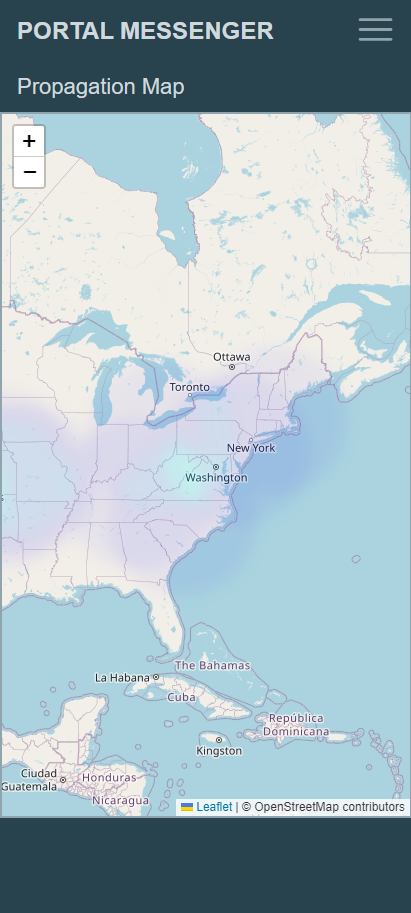 PORTAL MESSENGER
Propagation Map
+
−
Ottawa
Toronto
New York
Washington
The Bahamas
La Habana
Cuba
República
Dominicana
Kingston
Ciudad
Guatemala
Honduras
Nicaragua
Leaflet | © OpenStreetMap contributors